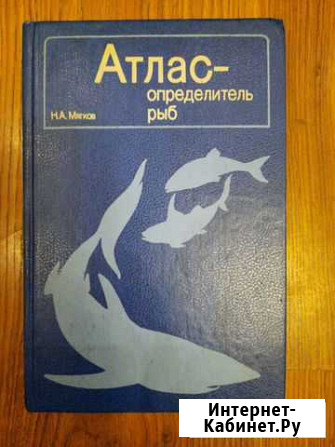 Атлас-
определитель
рыб
Н.А. Мягков
Интернет-
Кабинет.Ру